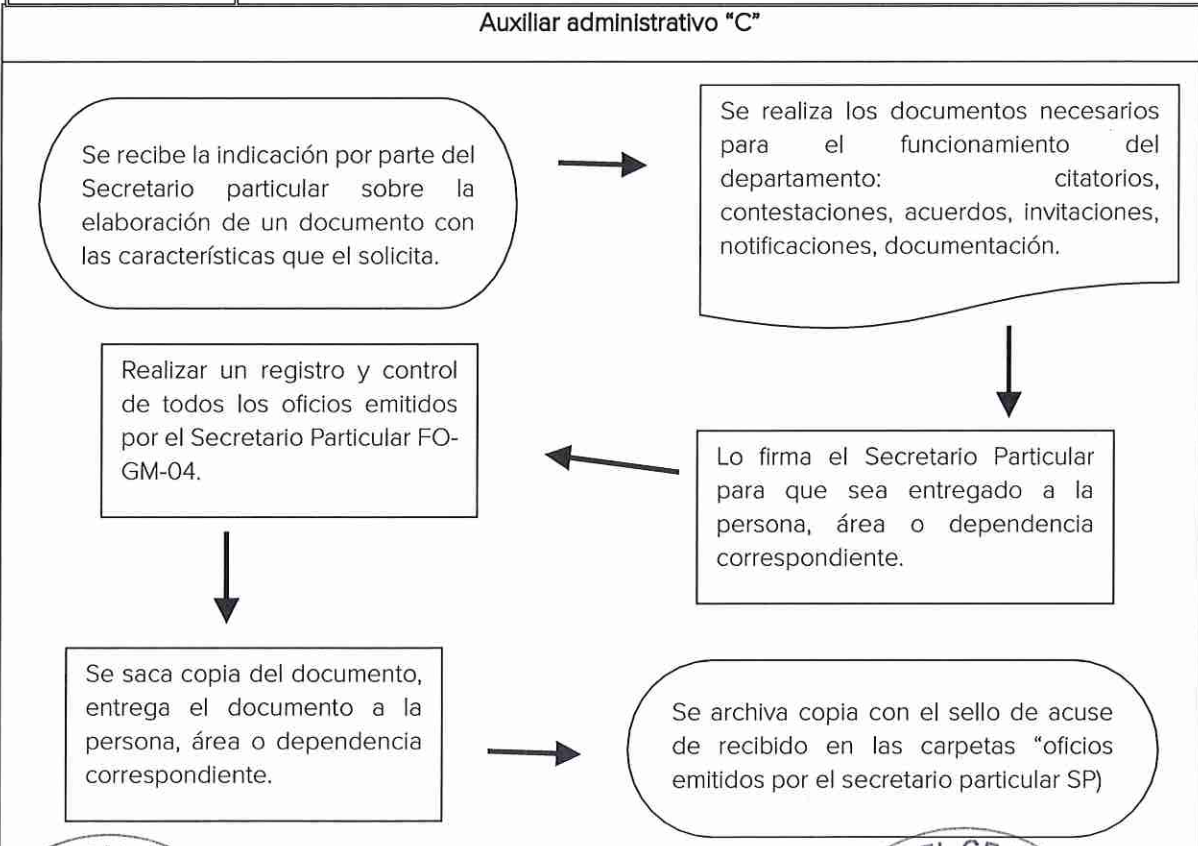 Auxiliar administrativo "C"
Se recibe la indicación por parte del
Secretario particular sobre la
elaboración de un documento con
las características que el solicita.
Se realiza los documentos necesarios
para el funcionamiento del
departamento: citatorios,
contestaciones, acuerdos, invitaciones,
notificaciones, documentación.
Lo firma el Secretario Particular
para que sea entregado a la
persona, área o dependencia
correspondiente.
Realizar un registro y control
de todos los oficios emitidos
por el Secretario Particular FO-
GM-04.
Se saca copia del documento,
entrega el documento a la
persona, área o dependencia
correspondiente.
Se archiva copia con el sello de acuse
de recibido en las carpetas "oficios
emitidos por el secretario particular SP)